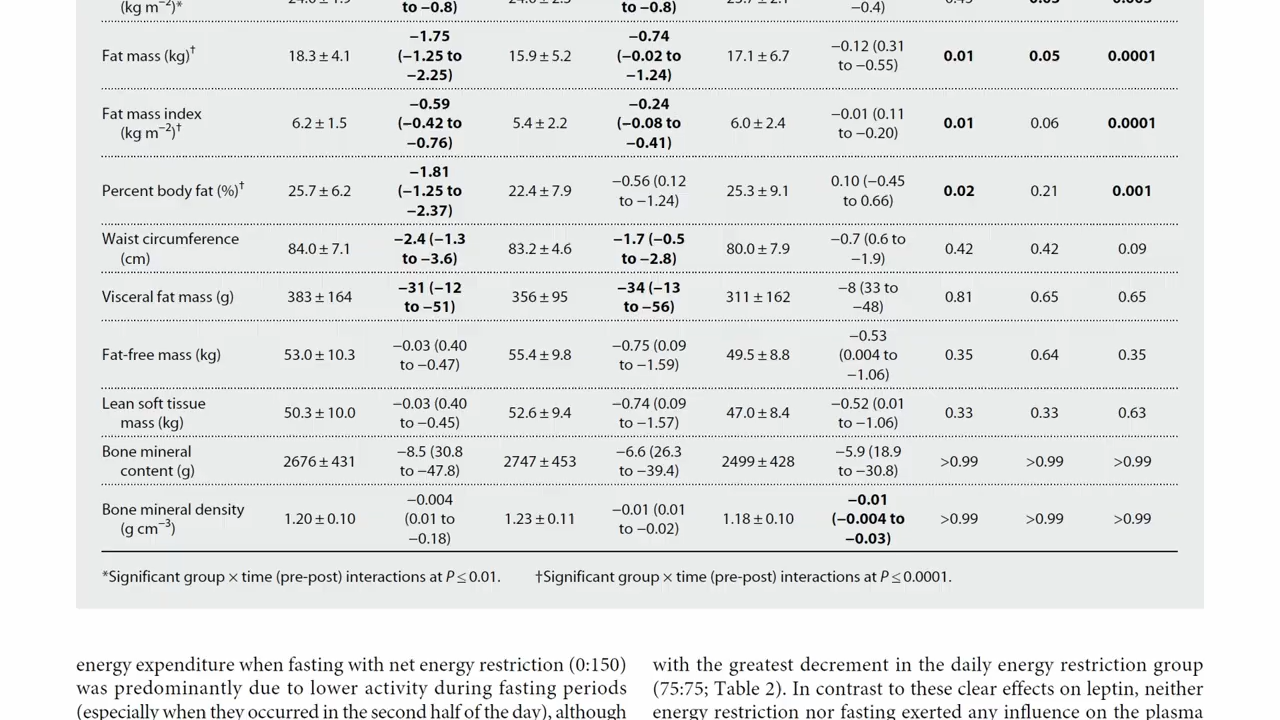 (kg m−2)* to −0.8) to −0.8) −0.4)
Fat mass (kg)† 18.3 ± 4.1 −1.75 (−1.25 to −2.25) 15.9 ± 5.2 −0.74 (−0.02 to −1.24) 17.1 ± 6.7 −0.12 (0.31 to −0.55) 0.01 0.05 0.0001
Fat mass index (kg m−2)† 6.2 ± 1.5 −0.59 (−0.42 to −0.76) 5.4 ± 2.2 −0.24 (−0.08 to −0.41) 6.0 ± 2.4 −0.01 (0.11 to −0.20) 0.01 0.06 0.0001
Percent body fat (%)† 25.7 ± 6.2 −1.81 (−1.25 to −2.37) 22.4 ± 7.9 −0.56 (0.12 to −1.24) 25.3 ± 9.1 0.10 (−0.45 to 0.66) 0.02 0.21 0.001
Waist circumference (cm) 84.0 ± 7.1 −2.4 (−1.3 to −3.6) 83.2 ± 4.6 −1.7 (−0.5 to −2.8) 80.0 ± 7.9 −0.7 (0.6 to −1.9) 0.42 0.42 0.09
Visceral fat mass (g) 383 ± 164 −31 (−12 to −51) 356 ± 95 −34 (−13 to −56) 311 ± 162 −8 (33 to −48) 0.81 0.65 0.65
Fat-free mass (kg) 53.0 ± 10.3 −0.03 (0.40 to −0.47) 55.4 ± 9.8 −0.75 (0.09 to −1.59) 49.5 ± 8.8 −0.53 (0.004 to −1.06) 0.35 0.64 0.35
Lean soft tissue mass (kg) 50.3 ± 10.0 −0.03 (0.40 to −0.45) 52.6 ± 9.4 −0.74 (0.09 to −1.57) 47.0 ± 8.4 −0.52 (0.01 to −1.06) 0.33 0.33 0.63
Bone mineral content (g) 2676 ± 431 −8.5 (30.8 to −47.8) 2747 ± 453 −6.6 (26.3 to −39.4) 2499 ± 428 −5.9 (18.9 to −30.8) >0.99 >0.99 >0.99
Bone mineral density (g cm−3) 1.20 ± 0.10 −0.004 (0.01 to −0.18) 1.23 ± 0.11 −0.01 (0.01 to −0.02) 1.18 ± 0.10 −0.01 (−0.004 to −0.03) >0.99 >0.99 >0.99
*Significant group × time (pre-post) interactions at P ≤ 0.01. †Significant group × time (pre-post) interactions at P ≤ 0.0001.
energy expenditure when fasting with net energy restriction (0:150)
was predominantly due to lower activity during fasting periods
(especially when they occurred in the second half of the day), although
with the greatest decrement in the daily energy restriction group
(75:75; Table 2). In contrast to these clear effects on leptin, neither
energy restriction nor fasting exerted any influence on the plasma